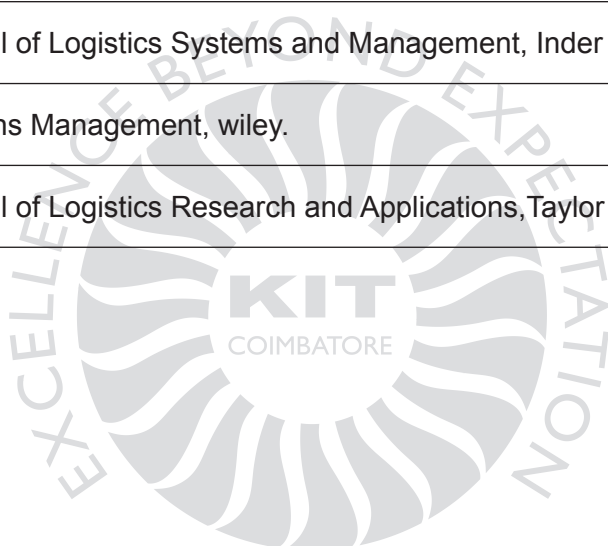 l of Logistics Systems and Management, Inder
ns Management, wiley.
l of Logistics Research and Applications,Taylor
EXCELLENCE BEYOND EXPECTATION
KIT
COIMBATORE